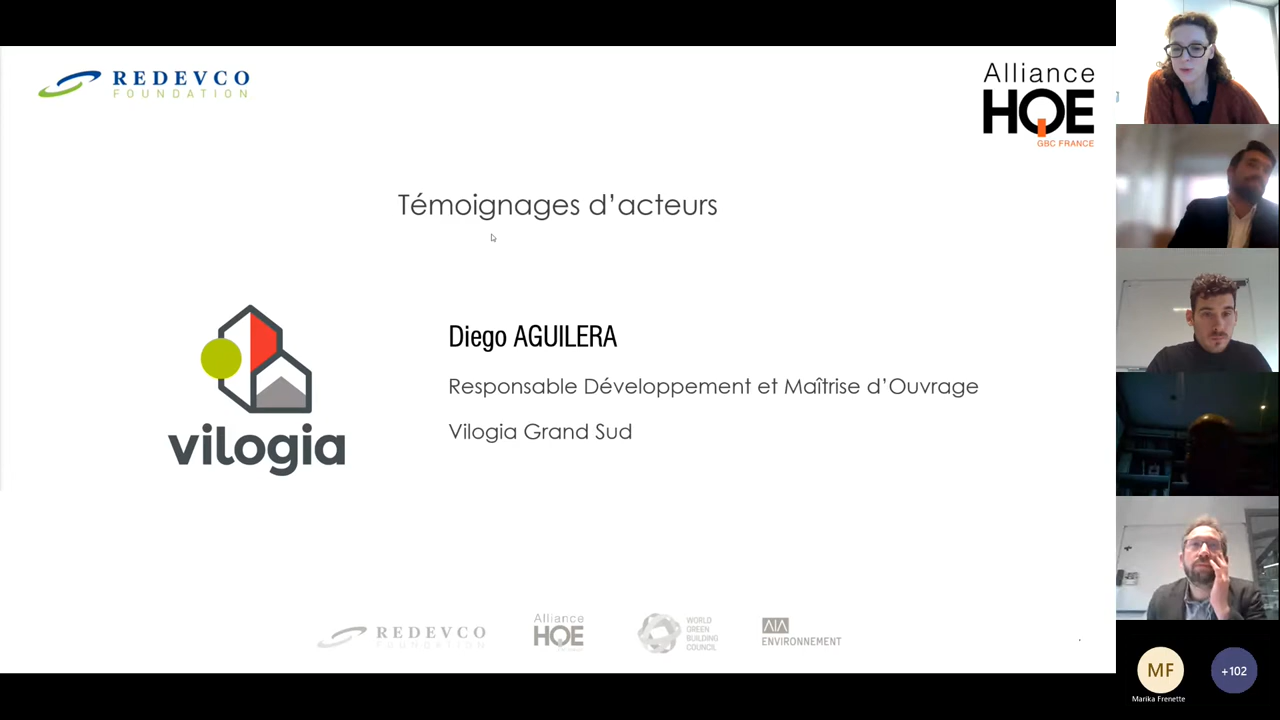 REDEVCO
FOUNDATION
Alliance
HQE
GBC FRANCE
Témoignages d’acteurs
vilogia
Diego AGUILERA
Responsable Développement et Maîtrise d’Ouvrage
Vilogia Grand Sud
REDEVCO
FOUNDATION
Alliance
HQE
WORLD
GREEN
BUILDING
COUNCIL
AIA
ENVIRONNEMENT
MF
+102
Marika Frenette